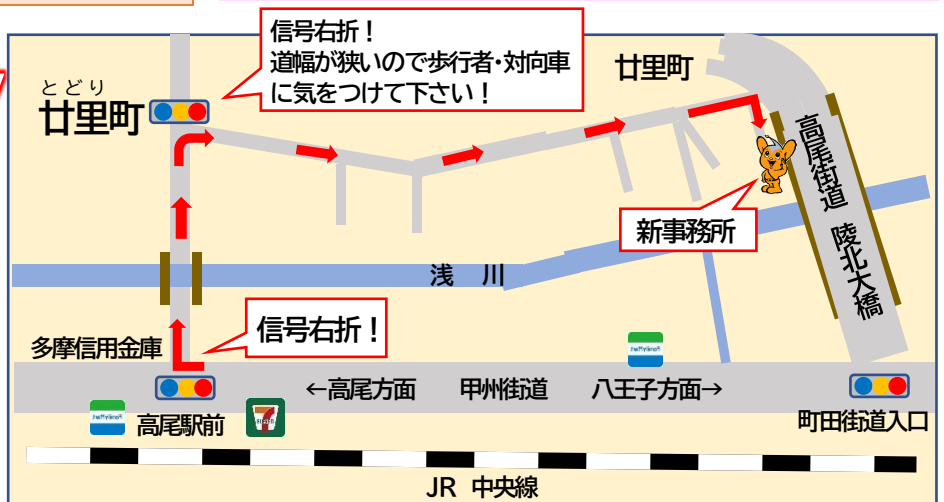 信号右折！
道幅が狭いので歩行者・対向車
に気をつけて下さい！
とどり
廿里町
廿里町
高尾街道 陵北大橋
新事務所
浅 川
信号右折！
多摩信用金庫
←高尾方面 甲州街道 八王子方面→
高尾駅前
町田街道入口
JR 中央線